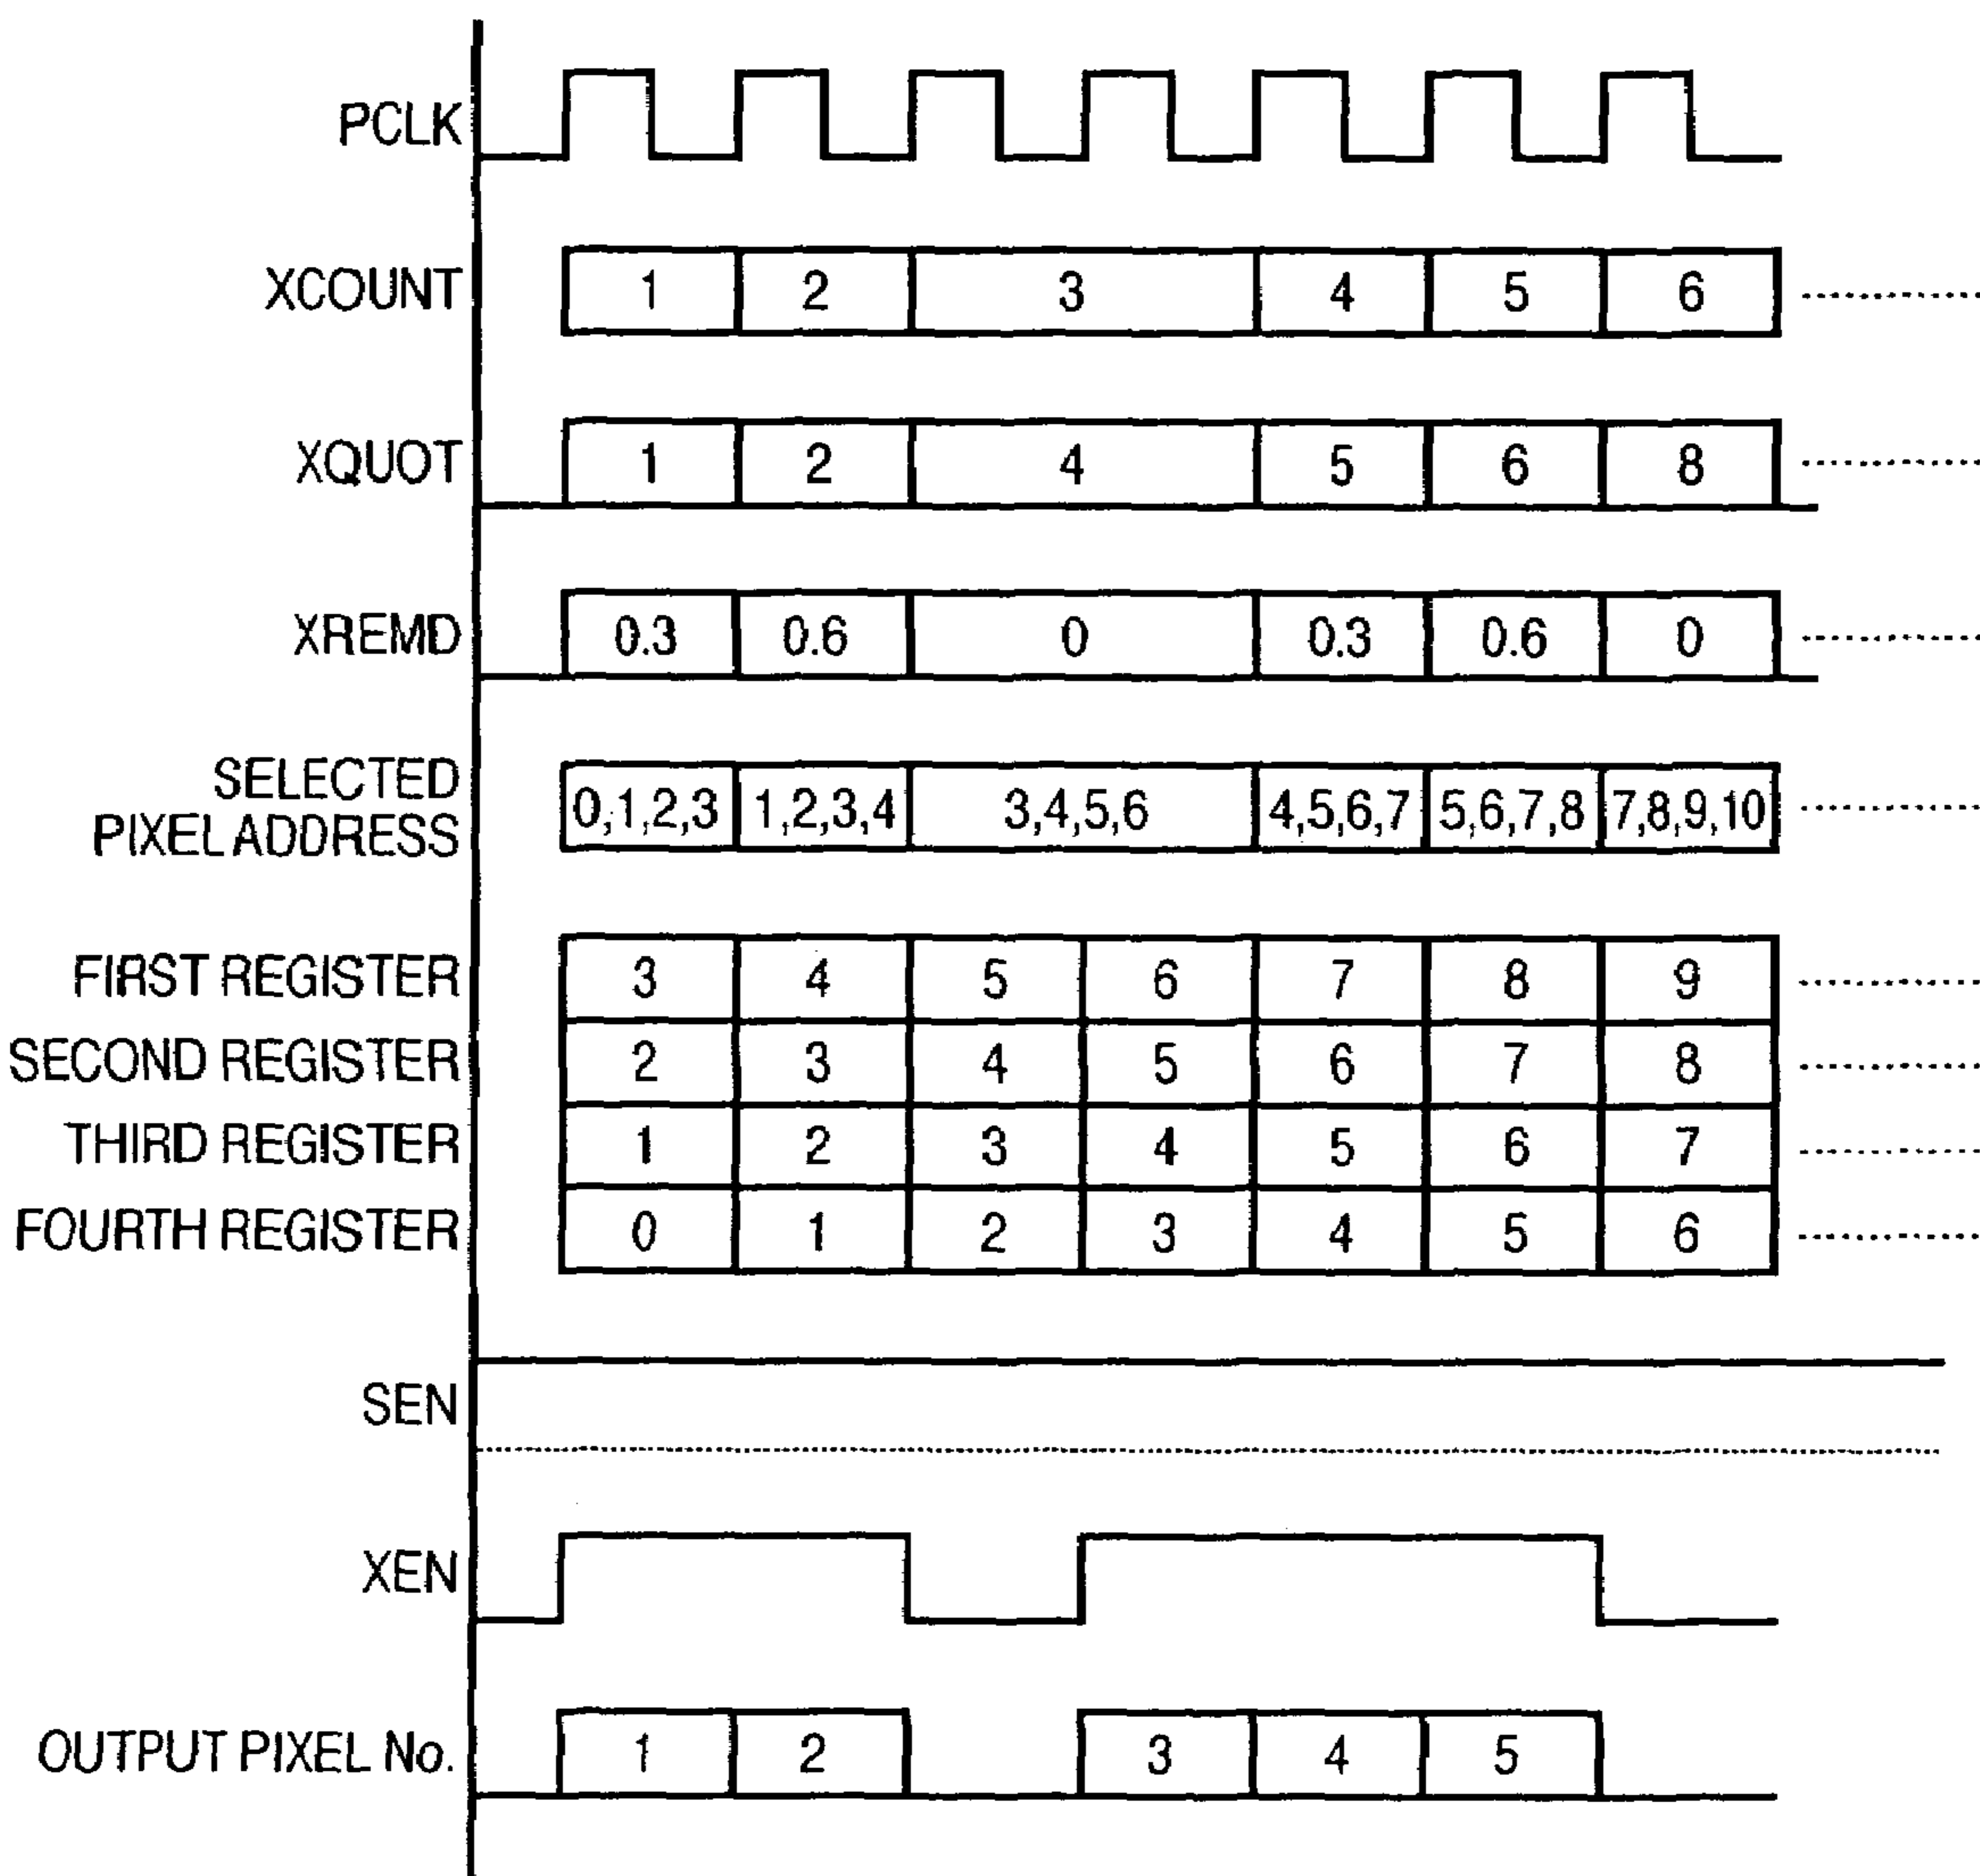 PCLK
XCOUNT 1 2 3 4 5 6
XQUOT 1 2 4 5 6 8
XREMD 0.3 0.6 0 0.3 0.6 0
SELECTED
PIXEL ADDRESS 0,1,2,3 1,2,3,4 3,4,5,6 4,5,6,7 5,6,7,8 7,8,9,10
FIRST REGISTER 3 4 5 6 7 8 9
SECOND REGISTER 2 3 4 5 6 7 8
THIRD REGISTER 1 2 3 4 5 6 7
FOURTH REGISTER 0 1 2 3 4 5 6
SEN
XEN
OUTPUT PIXEL No. 1 2 3 4 5